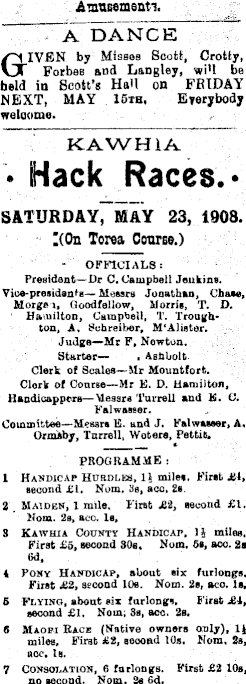 Amusements.
A DANCE
GIVEN by Misses Scott, Crotty,
Forbes and Langley, will be
held in Scott's Hall on FRIDAY
NEXT, MAY 15TH. Everybody
welcome.
KAWHIA
Hack Races.
SATURDAY, MAY 23, 1908.
(On Torea Course.)
OFFICIALS:
President—Dr C. Campbell Jenkins.
Vice-presidents—Messrs Jonathan, Chase,
Morgan, Goodfellow, Morris, T. D.
Hamilton, Campbell, T. Trough-
ton, A. Schreiber, M'Alister.
Judge—Mr F. Newton.
Starter— . Ashbolt.
Clerk of Scales—Mr Mountfort.
Clerk of Course—Mr E. D. Hamilton,
Handicappers—Messrs Turrell and E. C.
Falwasser.
Committee—Messrs E. and J. Falwasser, A.
Ormsby, Turrell, Waters, Pettit.
PROGRAMME:
1 HANDICAP HURDLES, 1½ miles. First £4,
second £1. Nom. 3s, acc, 2s.
2 MAIDEN, 1 mile. First £2, second £1.
Nom. 2s, acc. 1s,
3 KAWHIA COUNTY HANDICAP, 1½ miles,
First £5, second 30s. Nom. 5s, acc. 2s
6d.
4 PONY HANDICAP, about six furlongs.
First £2, second 10s. Nom. 2s, acc. 1s,
5 FLYING, about six furlongs. First £4,
second £1. Nom, 3s, acc. 2s.
6 MAORI RACE (Native owners only), 1½
miles. First £2, second 10s. Nom. 2s,
acc. 1s.
7 CONSOLATION, 6 furlongs. First £2 10s,
no second. Nom. 2s 6d.